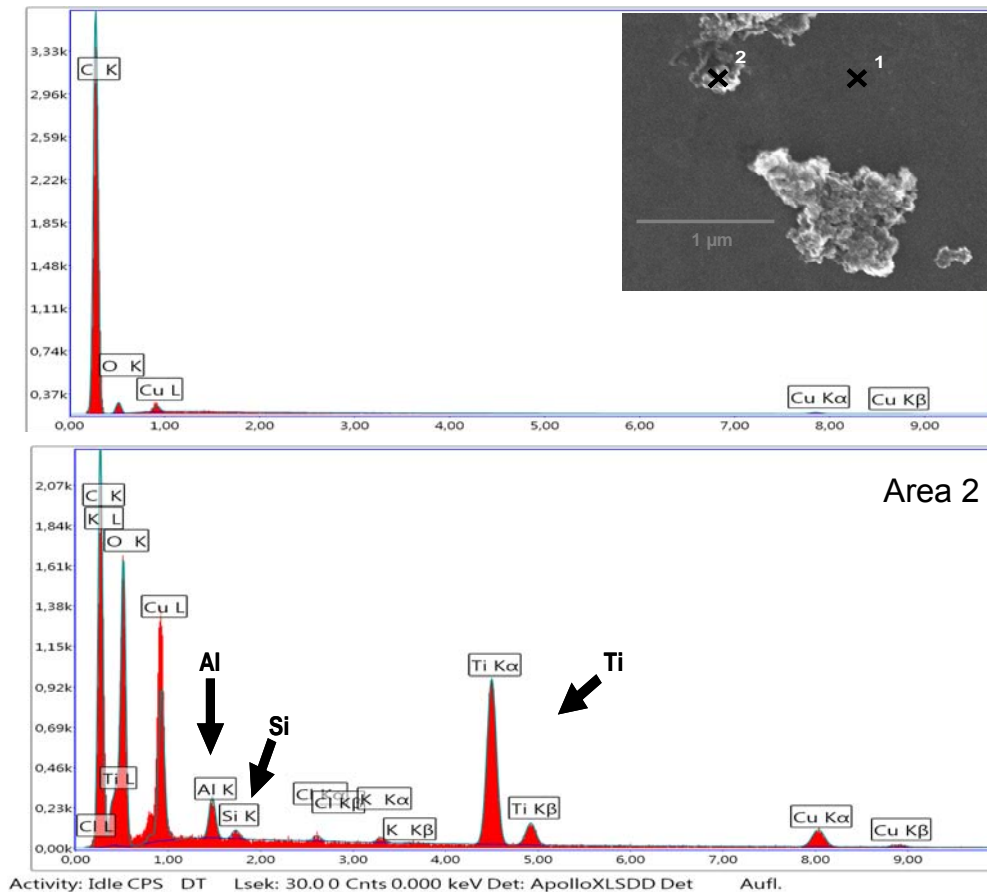 3,33k
2,96k
2,59k
2,22k
1,85k
1,48k
1,11k
0,74k
0,37k
C K
O K
Cu L
Cu Kα
Cu Kβ
0,00 1,00 2,00 3,00 4,00 5,00 6,00 7,00 8,00 9,00
2
1
1 µm
Area 2
2,07k
1,84k
1,61k
1,38k
1,15k
0,92k
0,69k
0,46k
0,23k
0,00k
C K
K L
O K
Cu L
Al
Si
Ti
Ti Kα
Ti L
Al K
Cl L
Si K
Cl Kα
Cl Kβ
K Kα
K Kβ
Ti Kβ
Cu Kα
Cu Kβ
0,00 1,00 2,00 3,00 4,00 5,00 6,00 7,00 8,00 9,00
Activity: Idle CPS DT Lsek: 30.0 0 Cnts 0.000 keV Det: ApolloXLSDD Det Aufl.